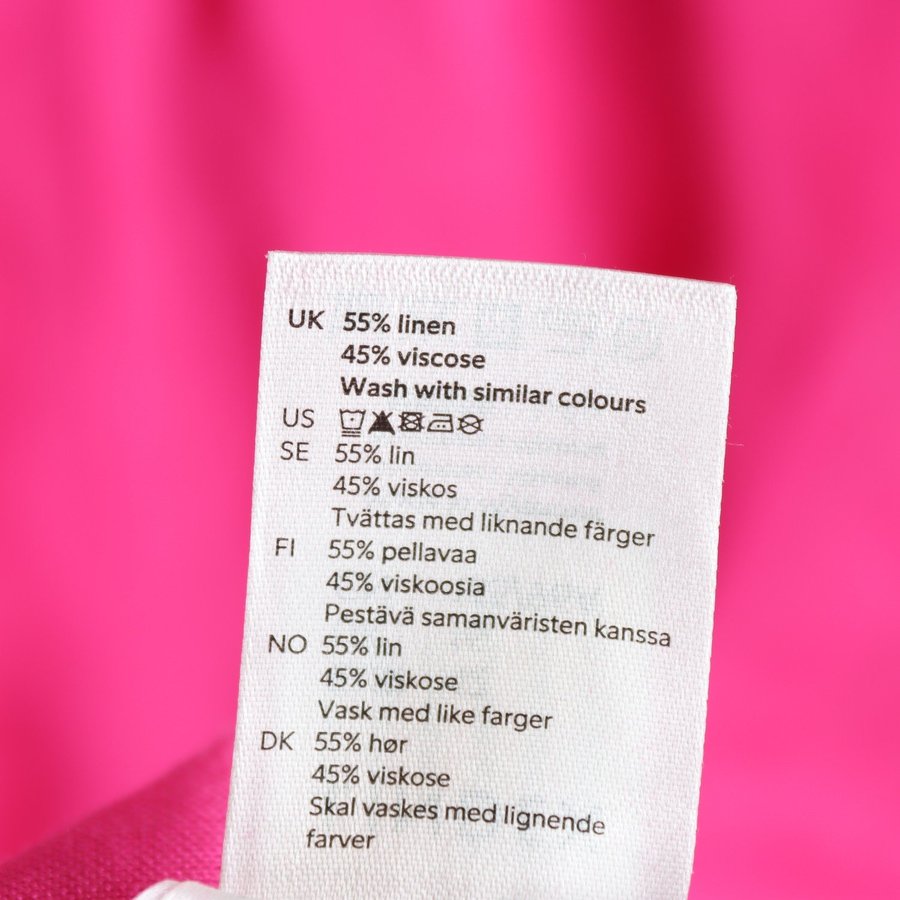 UK 55% linen
45% viscose
Wash with similar colours
US
SE 55% lin
45% viskos
Tvättas med liknande färger
FI 55% pellavaa
45% viskoosia
Pestävä samanväristen kanssa
NO 55% lin
45% viskose
Vask med like farger
DK 55% hør
45% viskose
Skal vaskes med lignende
farver